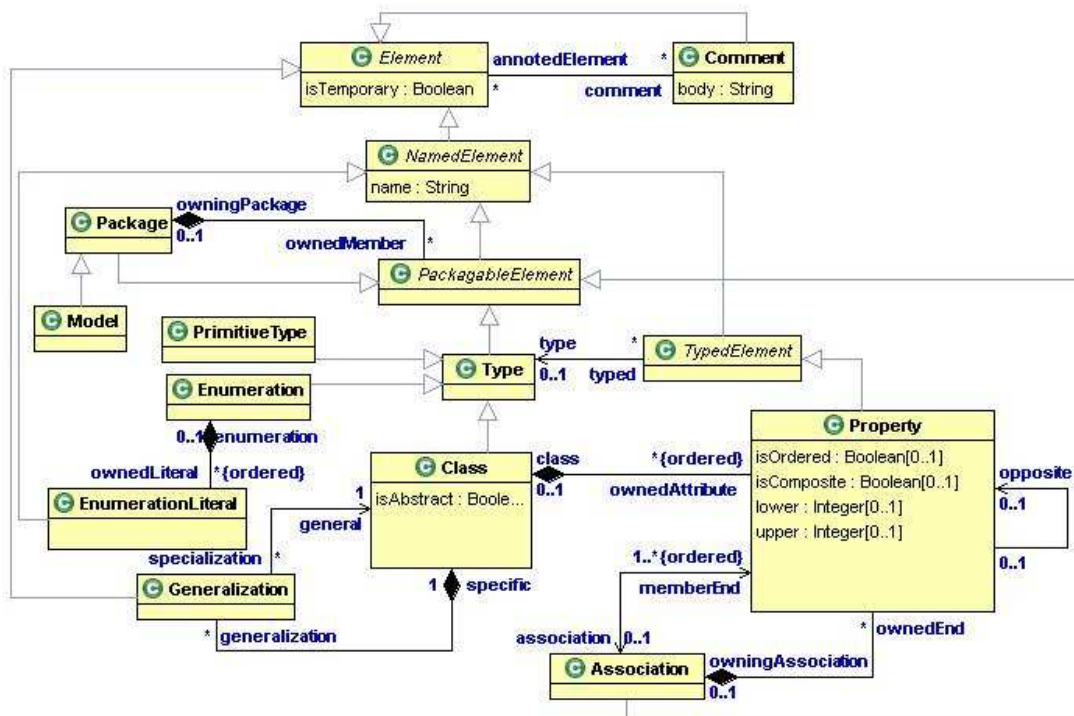 Element
isTemporary : Boolean
annotedElement
*
*
comment
Comment
body : String
NamedElement
name : String
Package
owningPackage
0..1
ownedMember
*
PackagableElement
Model
PrimitiveType
Enumeration
Type
type
*
0..1
typed
TypedElement
0..1
enumeration
ownedLiteral
*{ordered}
EnumerationLiteral
Class
isAbstract : Boole...
class
0..1
*{ordered}
ownedAttribute
Property
isOrdered : Boolean[0..1]
isComposite : Boolean[0..1]
lower : Integer[0..1]
upper : Integer[0..1]
opposite
0..1
0..1
1
general
specialization
*
Generalization
*
generalization
1
specific
1..*{ordered}
memberEnd
association
0..1
*
ownedEnd
Association
owningAssociation
0..1